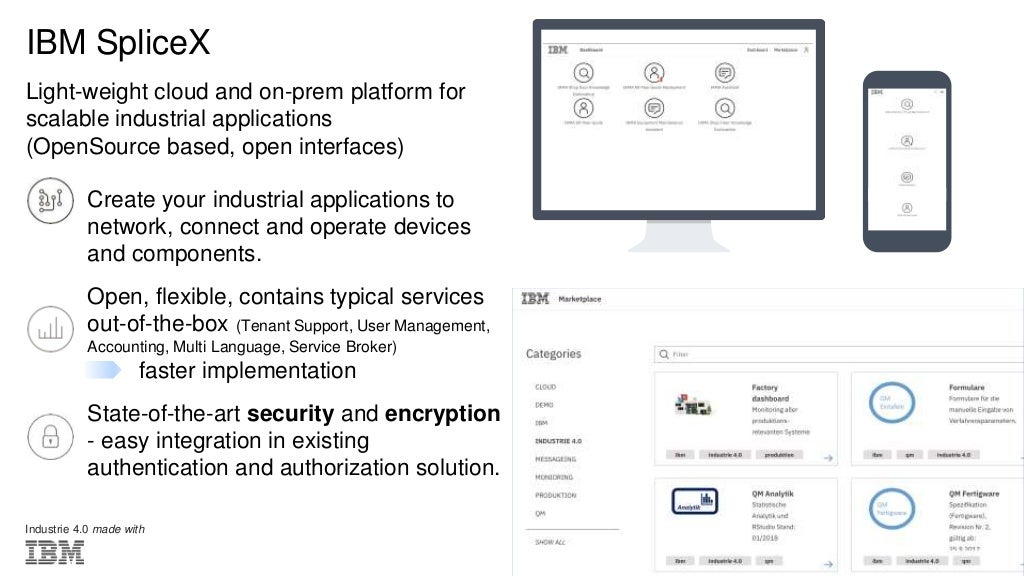 IBM SpliceX
Light-weight cloud and on-prem platform for
scalable industrial applications
(OpenSource based, open interfaces)
Create your industrial applications to
network, connect and operate devices
and components.
Open, flexible, contains typical services
out-of-the-box (Tenant Support, User Management,
Accounting, Multi Language, Service Broker)
faster implementation
State-of-the-art security and encryption
- easy integration in existing
authentication and authorization solution.
Industrie 4.0 made with
IBM
IBM Dashboard
Dashboard Marketplace
IBM
IBM Marketplace
Categories
CLOUD
DEMO
IBM
INDUSTRIE 4.0
MESSAGEING
MONIORING
PRODUKTION
QM
SHOW ALL
Filter
Factory
dashboard
Monitoring aller
produktions-
relevanten Systeme
ibm industrie 4.0 produktion
QM
Formulare
Formulare für die
manuelle Eingabe von
Verfahrensparametern,
ibm qm industrie 4.0
Analytik
QM Analytik
Statistische
Analytik und
RStudio Stand:
01/2018
ibm industrie 4.0 qm
QM
Fertigware
QM Fertigware
Spezifikation
(Fertigware),
Revision Nr. 2,
gültig ab:
ibm industrie 4.0 qm